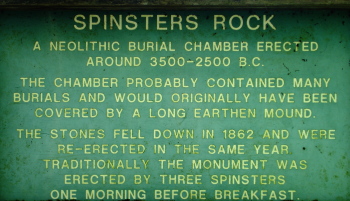 SPINSTERS ROCK
A NEOLITHIC BURIAL CHAMBER ERECTED
AROUND 3500-2500 B.C.
THE CHAMBER PROBABLY CONTAINED MANY
BURIALS AND WOULD ORIGINALLY HAVE BEEN
COVERED BY A LONG EARTHEN MOUND.
THE STONES FELL DOWN IN 1862 AND WERE
RE-ERECTED IN THE SAME YEAR
TRADITIONALLY THE MONUMENT WAS
ERECTED BY THREE SPINSTERS
ONE MORNING BEFORE BREAKFAST.